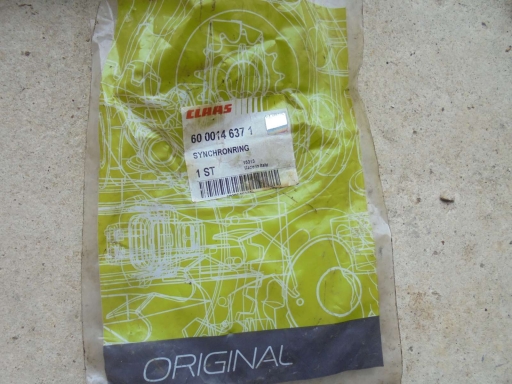 CLAAS
60 0014 637 1
SYNCHRONRING
1 ST
ORIGINAL